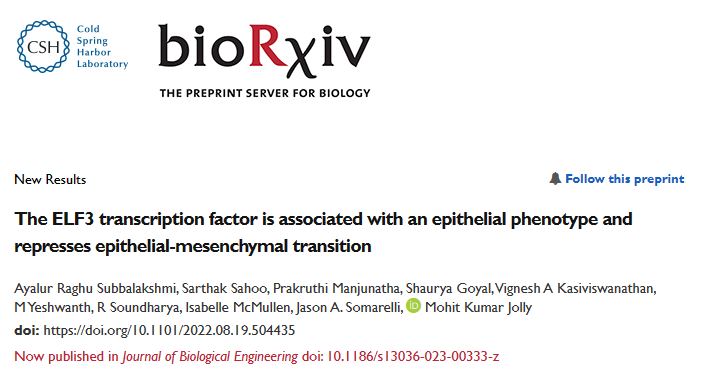 CSH
Cold
Spring
Harbor
Laboratory
bioRχiv
THE PREPRINT SERVER FOR BIOLOGY
New Results
Follow this preprint
The ELF3 transcription factor is associated with an epithelial phenotype and
represses epithelial-mesenchymal transition
Ayalur Raghu Subbalakshmi, Sarthak Sahoo, Prakruthi Manjunatha, Shaurya Goyal, Vignesh A Kasiviswanathan,
M Yeshwanth, R Soundharya, Isabelle McMullen, Jason A. Somarelli, iD Mohit Kumar Jolly
doi: https://doi.org/10.1101/2022.08.19.504435
Now published in Journal of Biological Engineering doi: 10.1186/s13036-023-00333-z